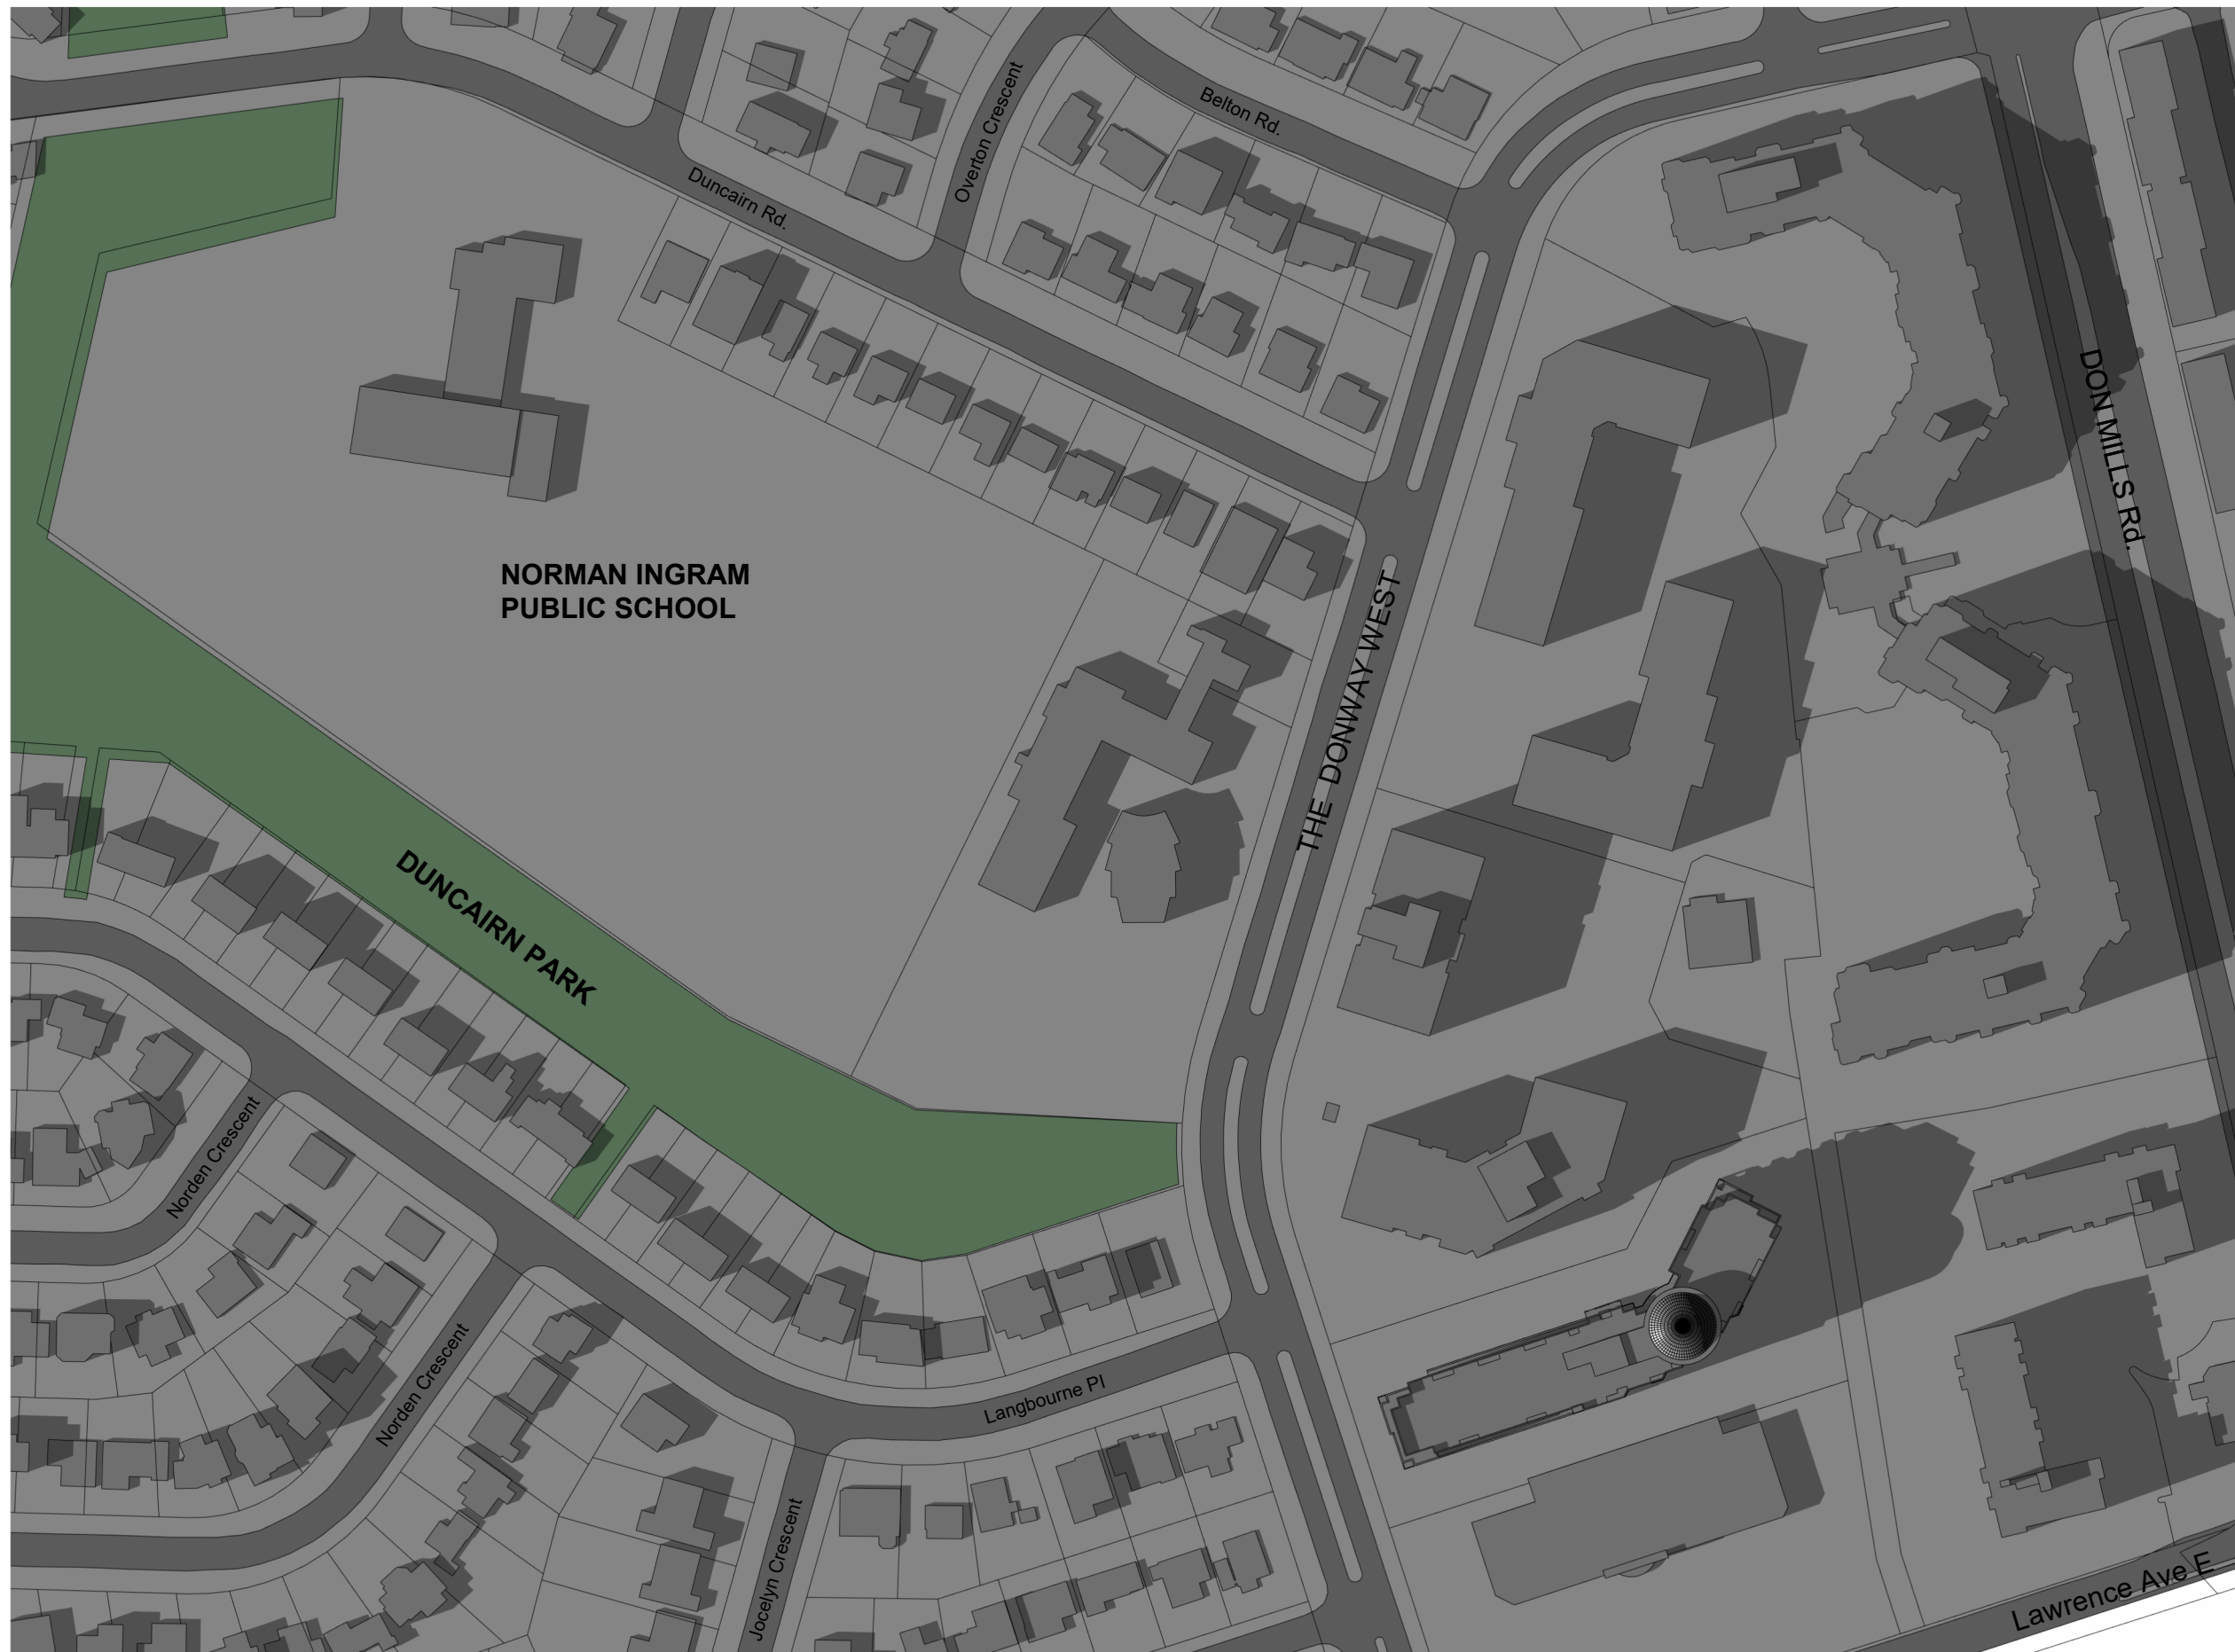 Belton Rd.
Overton Crescent
Duncairn Rd.
DON MILLS Rd.
NORMAN INGRAM
PUBLIC SCHOOL
THE DONWAY WEST
DUNCAIRN PARK
Norden Crescent
Norden Crescent
Langbourne Pl
Jocelyn Crescent
Lawrence Ave E